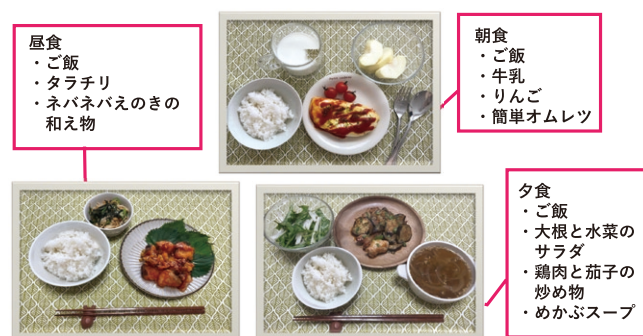 昼食
・ご飯
・タラチリ
・ネバネバえのきの
和え物
朝食
・ご飯
・牛乳
・りんご
・簡単オムレツ
夕食
・ご飯
・大根と水菜の
サラダ
・鶏肉と茄子の
炒め物
・めかぶスープ